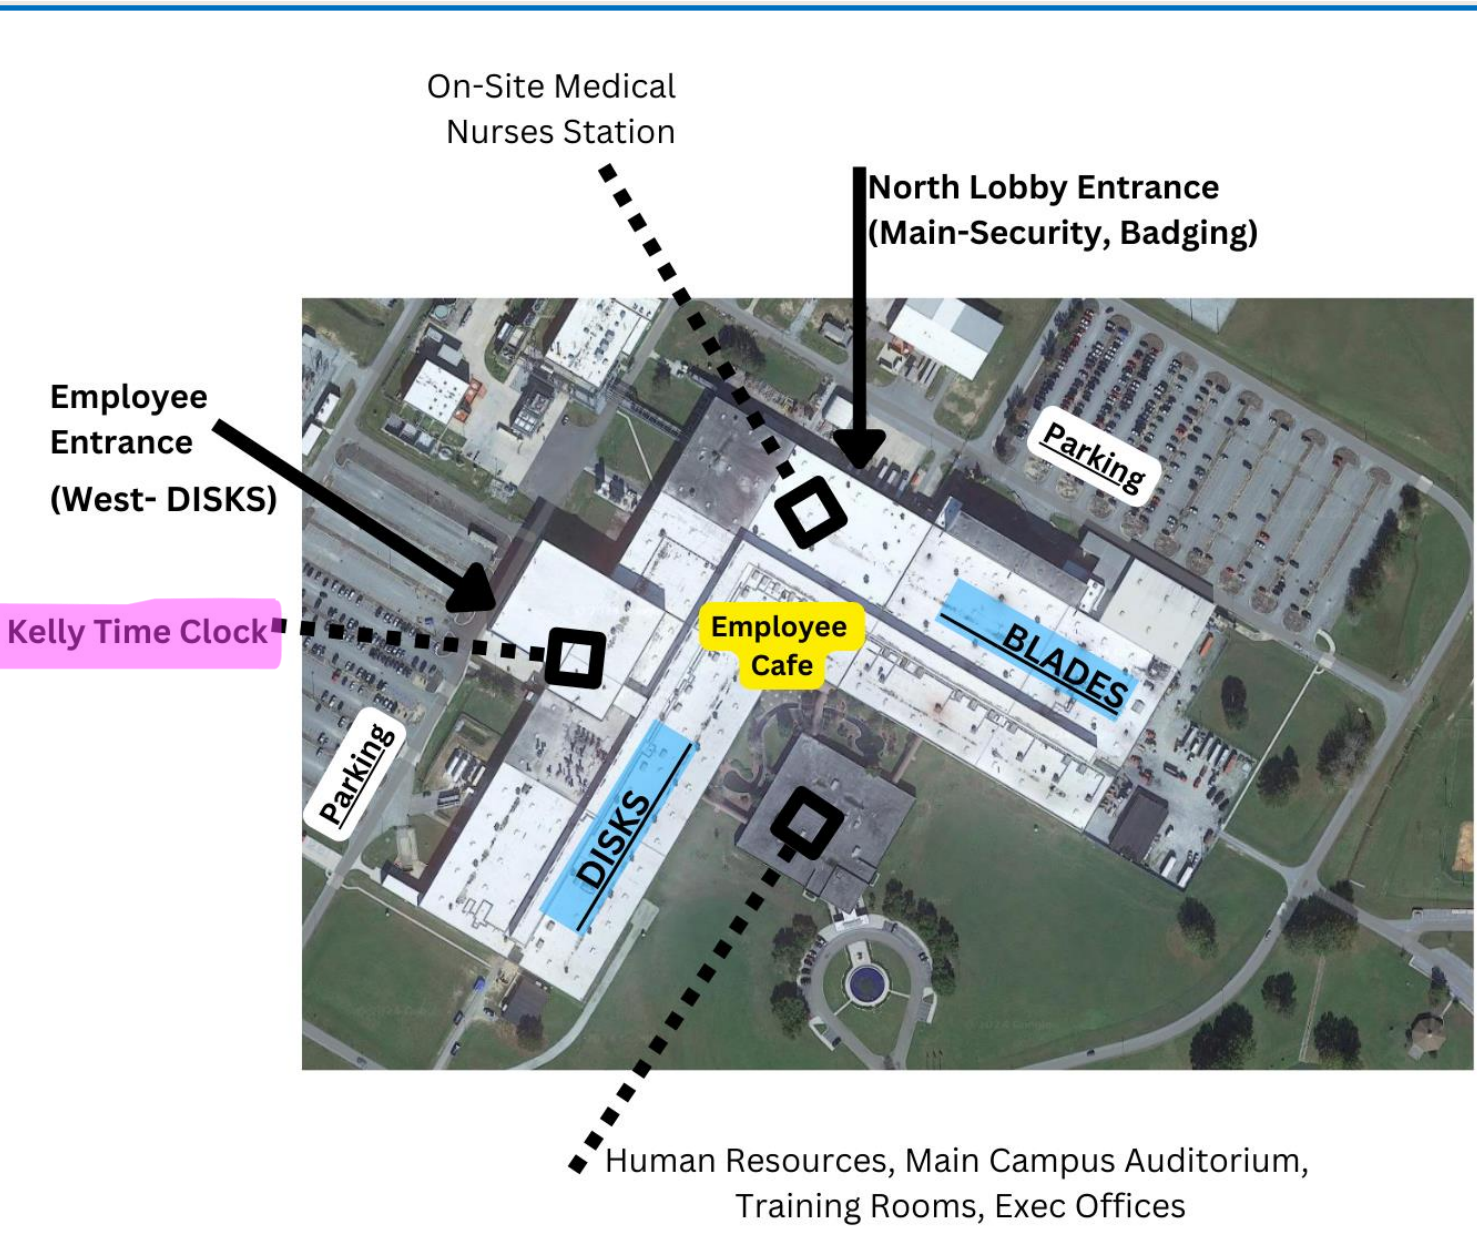 On-Site Medical
Nurses Station
North Lobby Entrance
(Main-Security, Badging)
Employee
Entrance
(West- DISKS)
Parking
Kelly Time Clock
Employee
Cafe
BLADES
Parking
DISKS
Human Resources, Main Campus Auditorium,
Training Rooms, Exec Offices